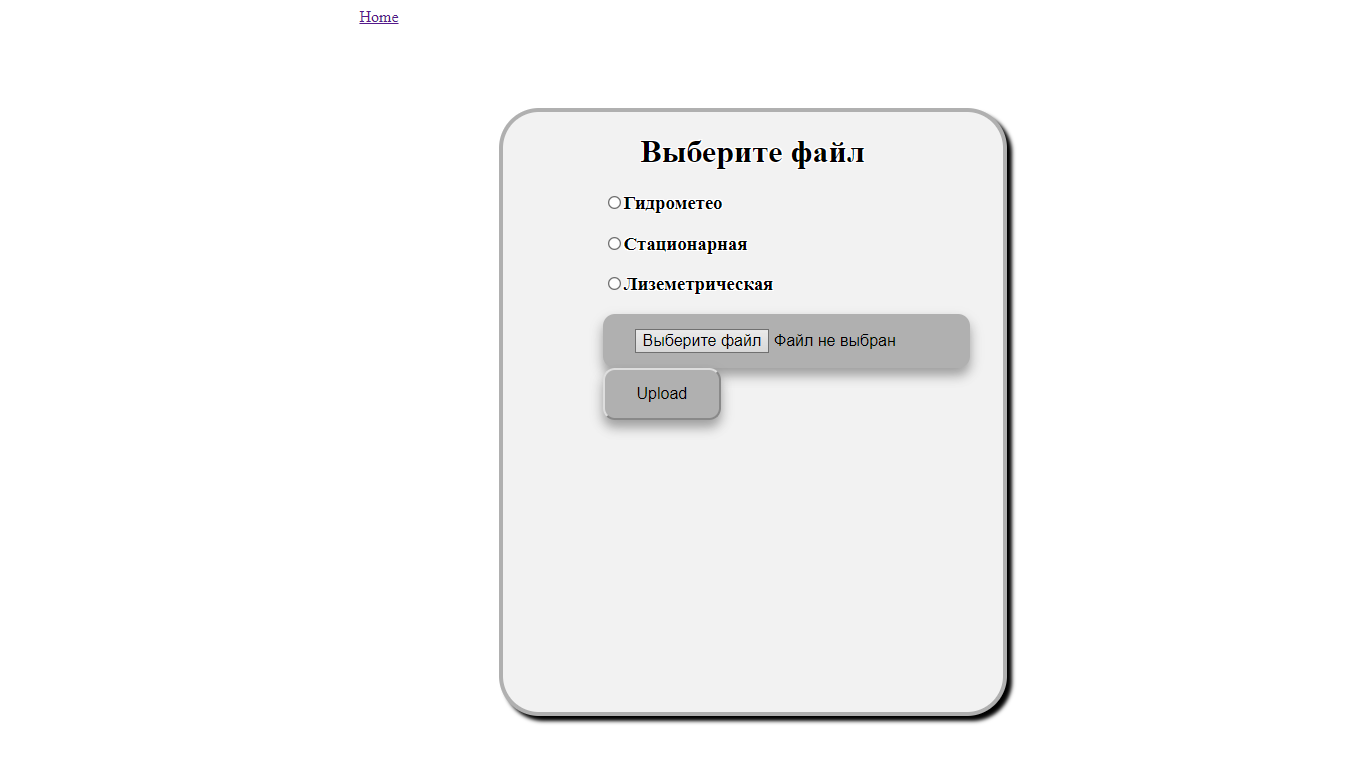 Home
Выберите файл
Гидрометео
Стационарная
Лиземетрическая
Выберите файл Файл не выбран
Upload